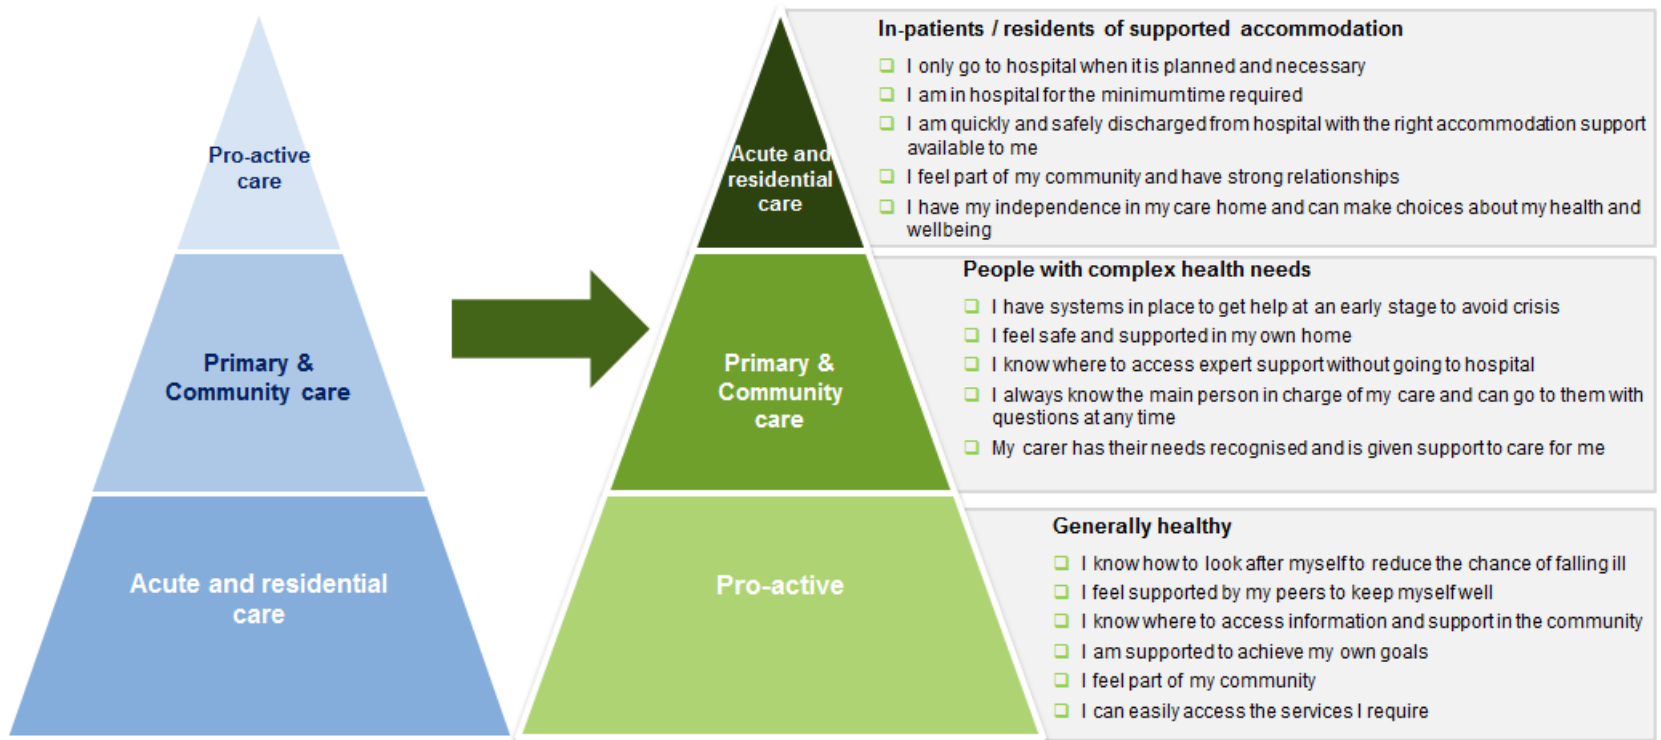 Pro-active
care
Primary &
Community care
Acute and residential
care
Acute and
residential
care
Primary &
Community
care
Pro-active
In-patients / residents of supported accommodation
I only go to hospital when it is planned and necessary
I am in hospital for the minimum time required
I am quickly and safely discharged from hospital with the right accommodation support
available to me
I feel part of my community and have strong relationships
I have my independence in my care home and can make choices about my health and
wellbeing
People with complex health needs
I have systems in place to get help at an early stage to avoid crisis
I feel safe and supported in my own home
I know where to access expert support without going to hospital
I always know the main person in charge of my care and can go to them with
questions at any time
My carer has their needs recognised and is given support to care for me
Generally healthy
I know how to look after myself to reduce the chance of falling ill
I feel supported by my peers to keep myself well
I know where to access information and support in the community
I am supported to achieve my own goals
I feel part of my community
I can easily access the services I require